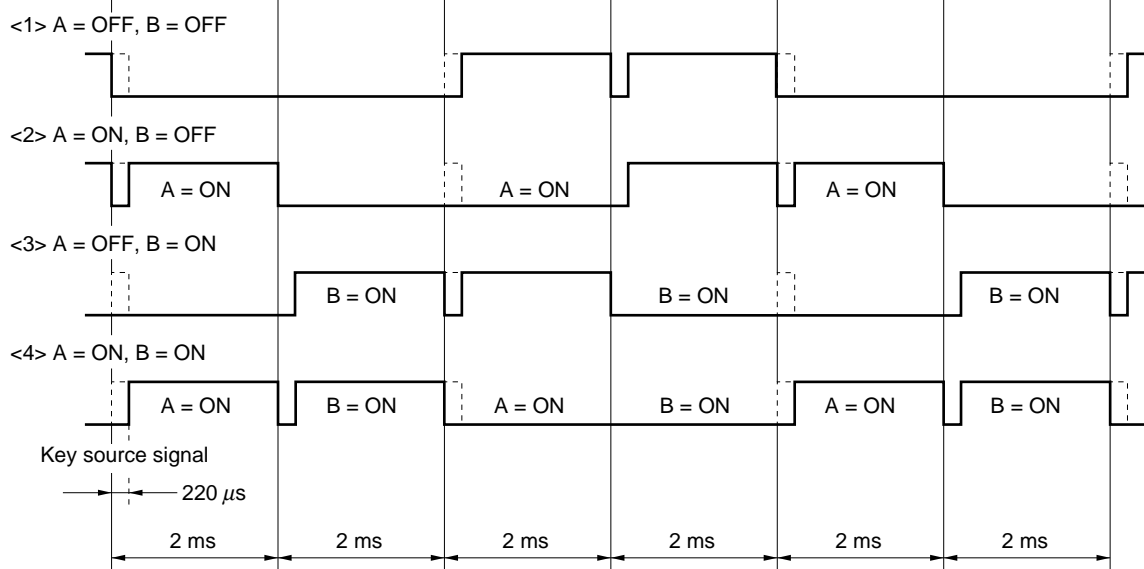 <1> A = OFF, B = OFF
<2> A = ON, B = OFF
A = ON A = ON A = ON
<3> A = OFF, B = ON
B = ON B = ON B = ON
<4> A = ON, B = ON
A = ON B = ON A = ON B = ON A = ON B = ON
Key source signal
220 μs
2 ms 2 ms 2 ms 2 ms 2 ms 2 ms